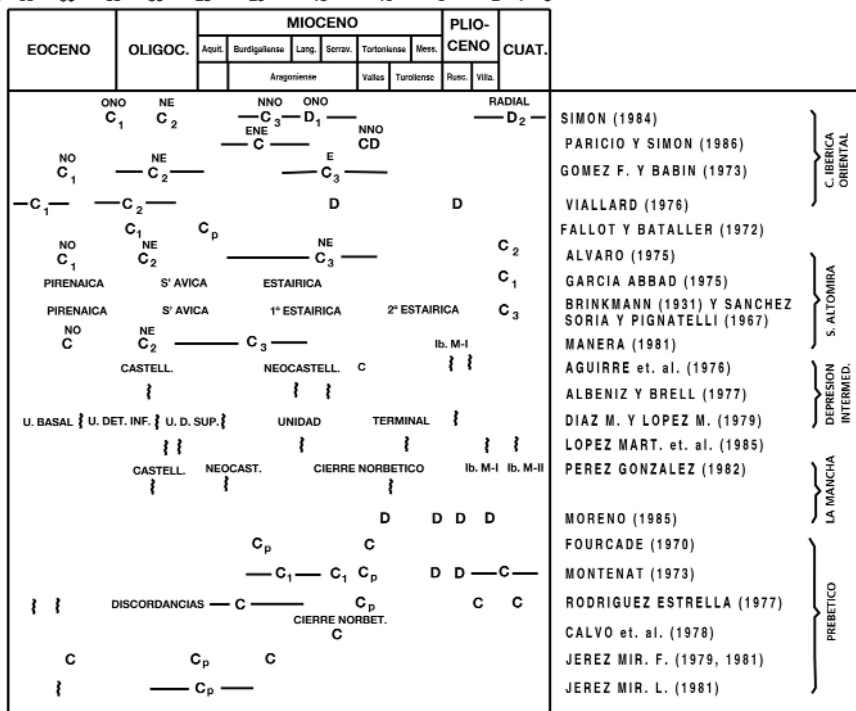 MIOCENO
PLIO-
EOCENO OLIGOC. Aquit. Burdigaliense Lang. Serrav. Tortoniense Mess. CENO CUAT.
Aragoniense Valles Turoliense Rusc. Villa.
ONO NE NNO ONO RADIAL
C1 C2 C3 D1 D2 SIMON (1984)
ENE NNO
C CD PARICIO Y SIMON (1986)
NO NE E
C1 C2 C3 GOMEZ F. Y BABIN (1973)
C. IBERICA
ORIENTAL
C1 C2 D D VIALLARD (1976)
C1 Cp FALLOT Y BATALLER (1972)
NO NE NE
C1 C2 C3 C2 ALVARO (1975)
PIRENAICA S' AVICA ESTAIRICA C1 GARCIA ABBAD (1975)
PIRENAICA S' AVICA 1ª ESTAIRICA 2ª ESTAIRICA C3 BRINKMANN (1931) Y SANCHEZ
SORIA Y PIGNATELLI (1967)
S. ALTOMIRA
NO NE
C C2 C3 Ib. M-I MANERA (1981)
CASTELL. NEOCASTELL. C AGUIRRE et. al. (1976)
ALBENIZ Y BRELL (1977)
DEPRESION
INTERMED.
U. BASAL U. DET. INF. U. D. SUP. UNIDAD TERMINAL DIAZ M. Y LOPEZ M. (1979)
LOPEZ MART. et. al. (1985)
CASTELL. NEOCAST. CIERRE NORBETICO Ib. M-I Ib. M-II PEREZ GONZALEZ (1982)
LA MANCHA
D D D D MORENO (1985)
Cp C FOURCADE (1970)
C1 C1 Cp D D C MONTENAT (1973)
DISCORDANCIAS C Cp C C RODRIGUEZ ESTRELLA (1977)
PREBETICO
CIERRE NORBET.
C CALVO et. al. (1978)
C Cp C JEREZ MIR. F. (1979, 1981)
Cp JEREZ MIR. L. (1981)